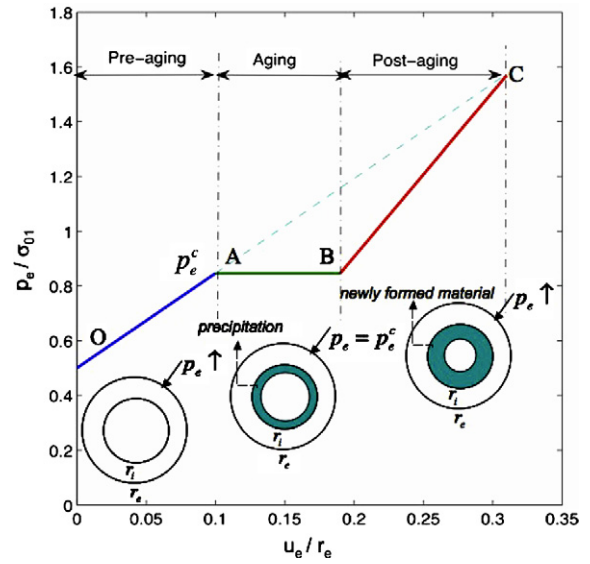 Pre-aging Aging Post-aging
C
1.8
1.6
1.4
1.2
1
0.8
0.6
0.4
0.2
0
p_e / σ_01
p_e^c A B
O
newly formed material
p_e ↑
precipitation
p_e = p_e^c
p_e ↑
r_i
r_e
r_i
r_e
r_i
r_e
0 0.05 0.1 0.15 0.2 0.25 0.3 0.35
u_e / r_e